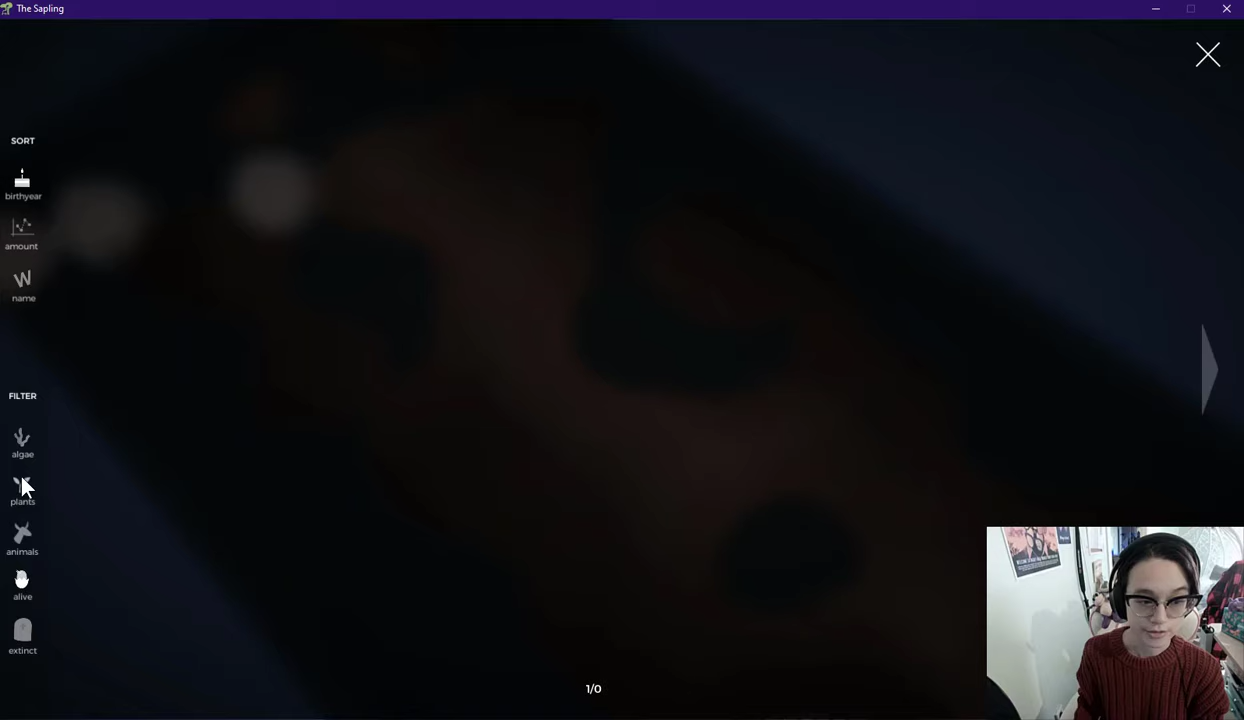 The Sapling
SORT
birthyear
amount
name
FILTER
algae
plants
animals
alive
extinct
1/0